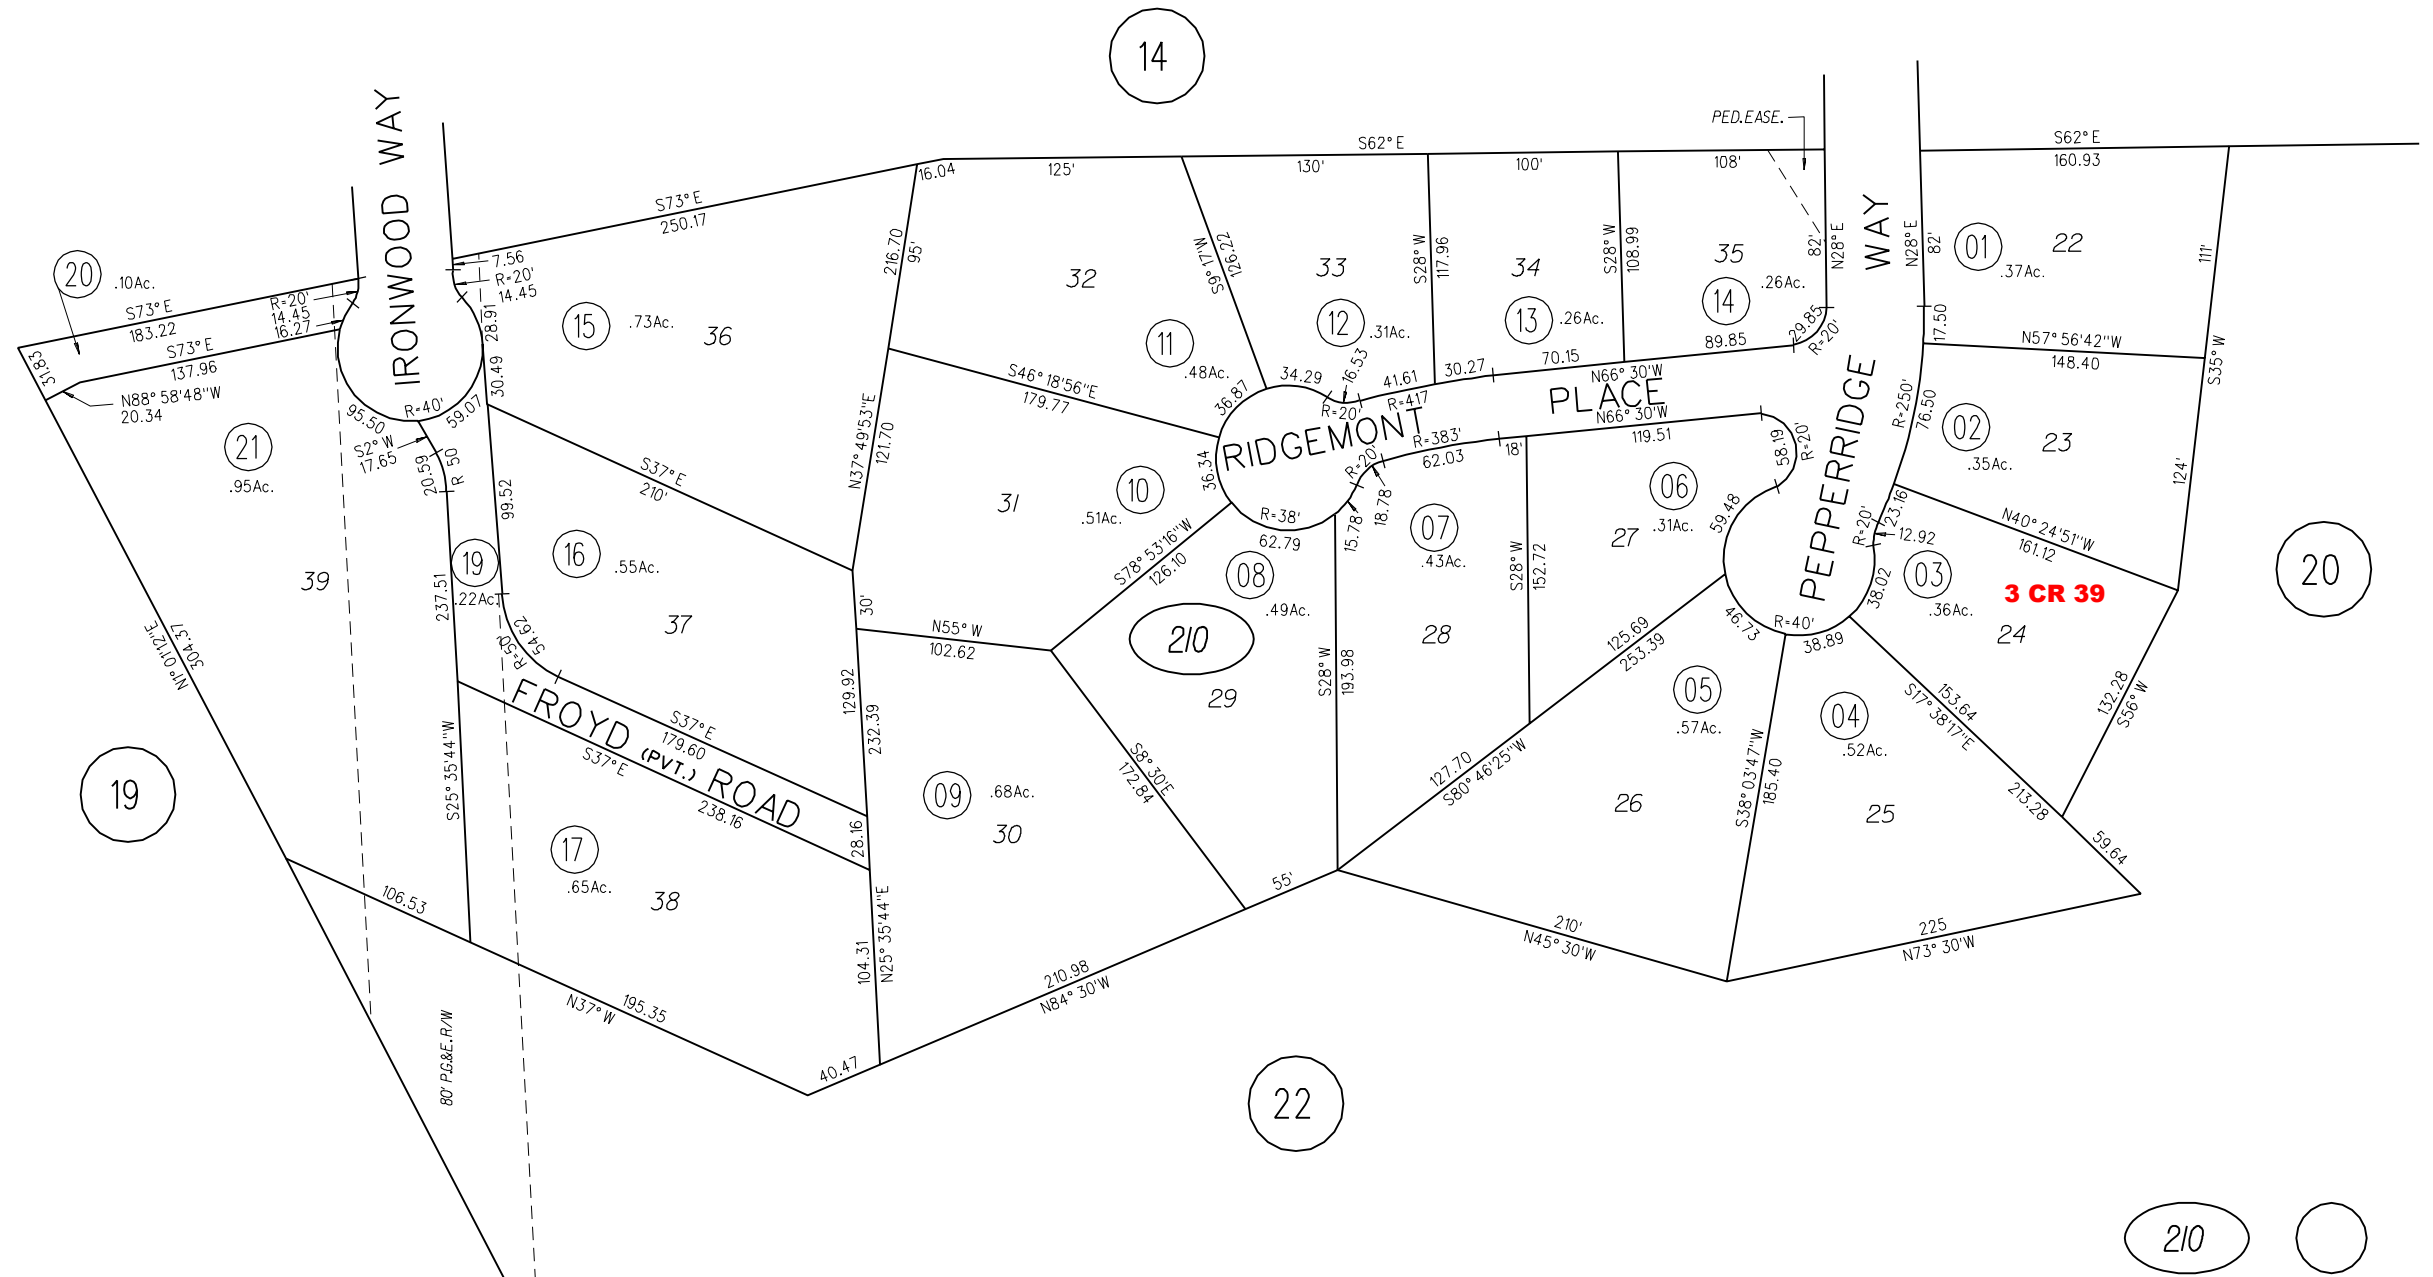 14
IRONWOOD WAY
PED.EASE.
S62°E
125'
130'
100'
108'
S62°E
160.93
16.04
S73°E
250.17
7.56
R=20'
14.45
20
.10Ac.
S73°E
183.22
R=20'
14.45
16.27
S73°E
137.96
31.83
N88°58'48"W
20.34
28.91
30.49
15
.73Ac.
36
216.70
95'
32
11
.48Ac.
S9°17'W
126.22
33
12
.31Ac.
S28°W
117.96
34
13
.26Ac.
S28°W
108.99
35
14
.26Ac.
82'
N28°E
PEPPERRIDGE WAY
N28°E
82'
01
.37Ac.
22
111'
S35°W
17.50
N57°56'42"W
148.40
29.85
R=20'
89.85
70.15
30.27
41.61
R=417
16.53
R=20'
34.29
36.87
N66°30'W
RIDGEMONT PLACE
N66°30'W
119.51
S46°18'56"E
179.77
N37°49'53"E
121.70
R=40'
59.07
95.50
S2°W
17.65
20.59
R 50
21
.95Ac.
S37°E
210'
99.52
R=250'
76.50
02
.35Ac.
23
124'
58.19
R=20'
R=383'
62.03
18'
R=20'
18.78
15.78
36.34
R=38'
62.79
10
.51Ac.
31
07
.43Ac.
06
.31Ac.
27
59.48
23.16
R=20'
12.92
N40°24'51"W
161.12
03
.36Ac.
3 CR 39
24
20
38.02
R=40'
38.89
46.73
19
.22Ac.
237.51
16
.55Ac.
37
R=50'
54.62
39
N1°01'12"E
304.37
30'
N55°W
102.62
S78°53'16"W
126.10
08
.49Ac.
210
29
S28°W
193.98
28
S28°W
152.72
125.69
253.39
05
.57Ac.
04
.52Ac.
S17°38'17"E
153.64
213.28
132.28
S56°W
59.64
FROYD (PVT.) ROAD
S37°E
179.60
S37°E
238.16
129.92
232.39
28.16
S8°30'E
172.84
09
.68Ac.
30
127.70
S80°46'25"W
26
S38°03'47"W
185.40
25
19
S25°35'44"W
17
.65Ac.
38
106.53
N37°W
195.35
104.31
N25°35'44"E
55'
210.98
N84°30'W
40.47
210'
N45°30'W
225
N73°30'W
80' P.G.&E.R/W
22
210